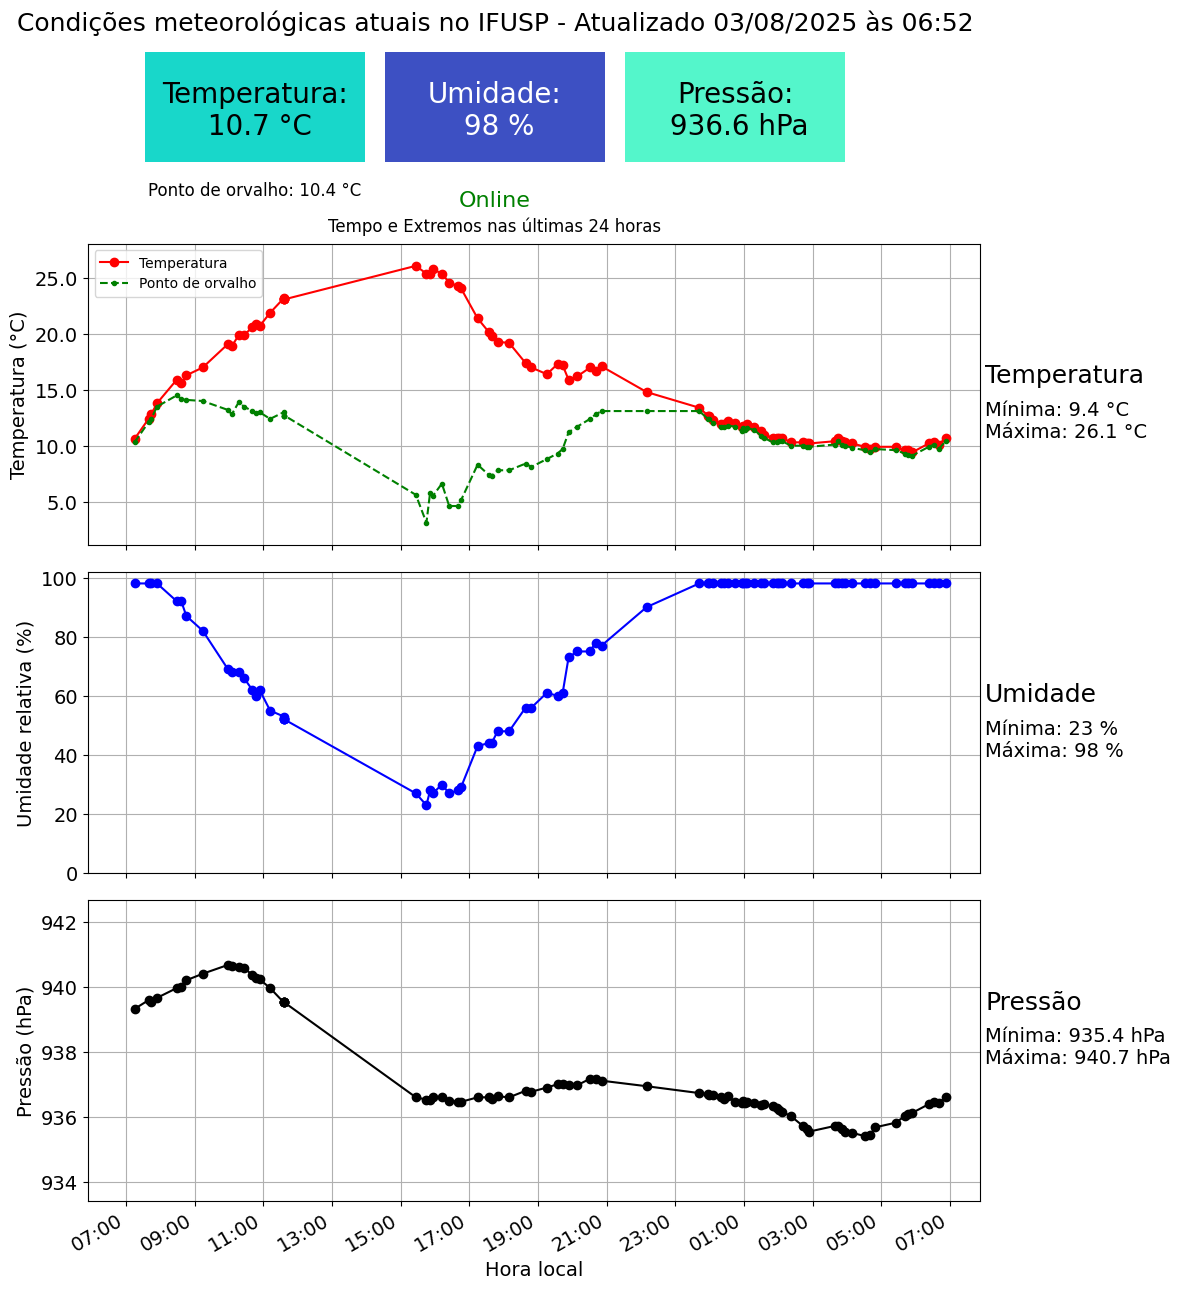 Condições meteorológicas atuais no IFUSP - Atualizado 03/08/2025 às 06:52
Temperatura:
10.7 °C
Umidade:
98 %
Pressão:
936.6 hPa
Ponto de orvalho: 10.4 °C
Online
Tempo e Extremos nas últimas 24 horas
Temperatura
Ponto de orvalho
Temperatura (°C)
25.0
20.0
15.0
10.0
5.0
Temperatura
Mínima: 9.4 °C
Máxima: 26.1 °C
Umidade relativa (%)
100
80
60
40
20
0
Umidade
Mínima: 23 %
Máxima: 98 %
Pressão (hPa)
942
940
938
936
934
Pressão
Mínima: 935.4 hPa
Máxima: 940.7 hPa
07:00 09:00 11:00 13:00 15:00 17:00 19:00 21:00 23:00 01:00 03:00 05:00 07:00
Hora local